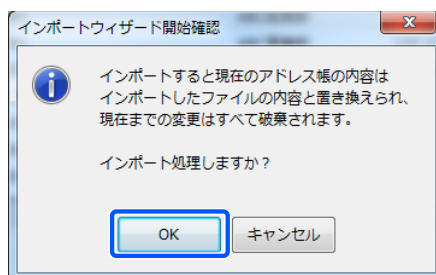 インポートウィザード開始確認
インポートすると現在のアドレス帳の内容は
インポートしたファイルの内容と置き換えられ、
現在までの変更はすべて破棄されます。
インポート処理しますか？
OK
キャンセル